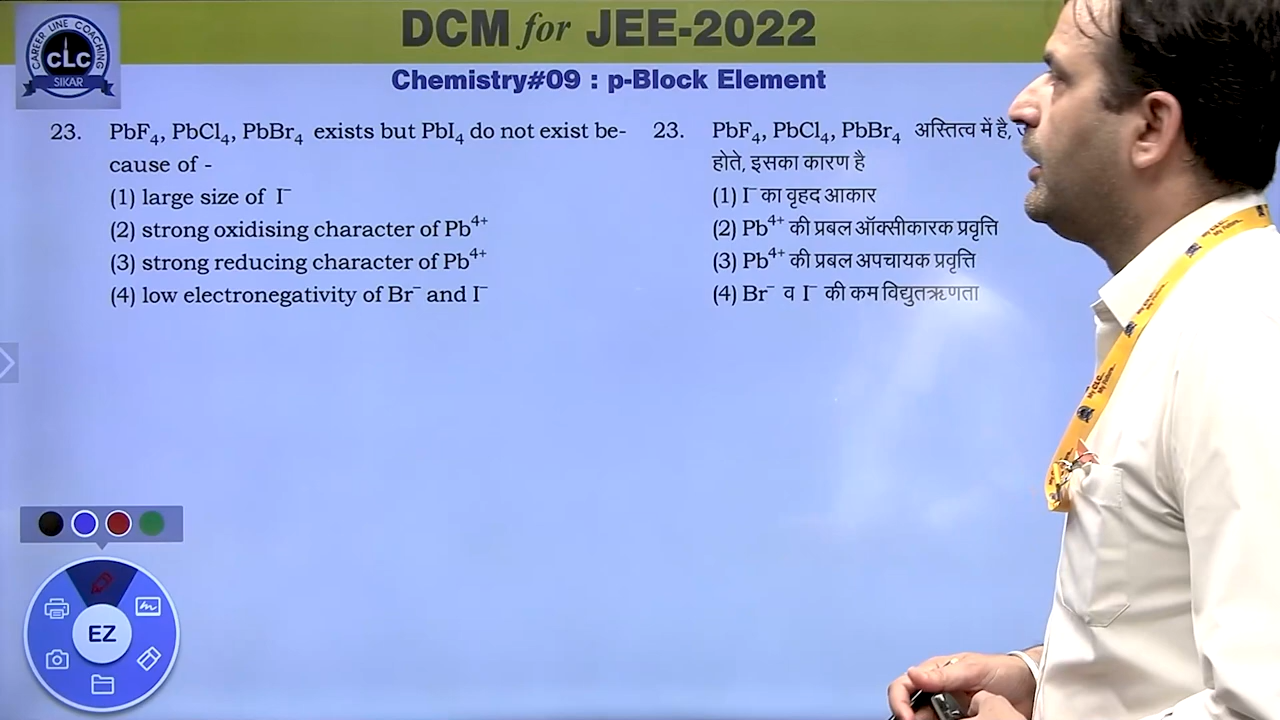 DCM for JEE-2022
CAREER LINE COACHING
CLC
SIKAR
Chemistry#09 : p-Block Element
23. PbF₄, PbCl₄, PbBr₄ exists but PbI₄ do not exist be-
cause of -
(1) large size of I⁻
(2) strong oxidising character of Pb⁴⁺
(3) strong reducing character of Pb⁴⁺
(4) low electronegativity of Br⁻ and I⁻
23. PbF₄, PbCl₄, PbBr₄ अस्तित्व में है,
होते, इसका कारण है
(1) I⁻ का वृहद आकार
(2) Pb⁴⁺ की प्रबल ऑक्सीकारक प्रवृत्ति
(3) Pb⁴⁺ की प्रबल अपचायक प्रवृत्ति
(4) Br⁻ व I⁻ की कम विद्युतऋणता
EZ